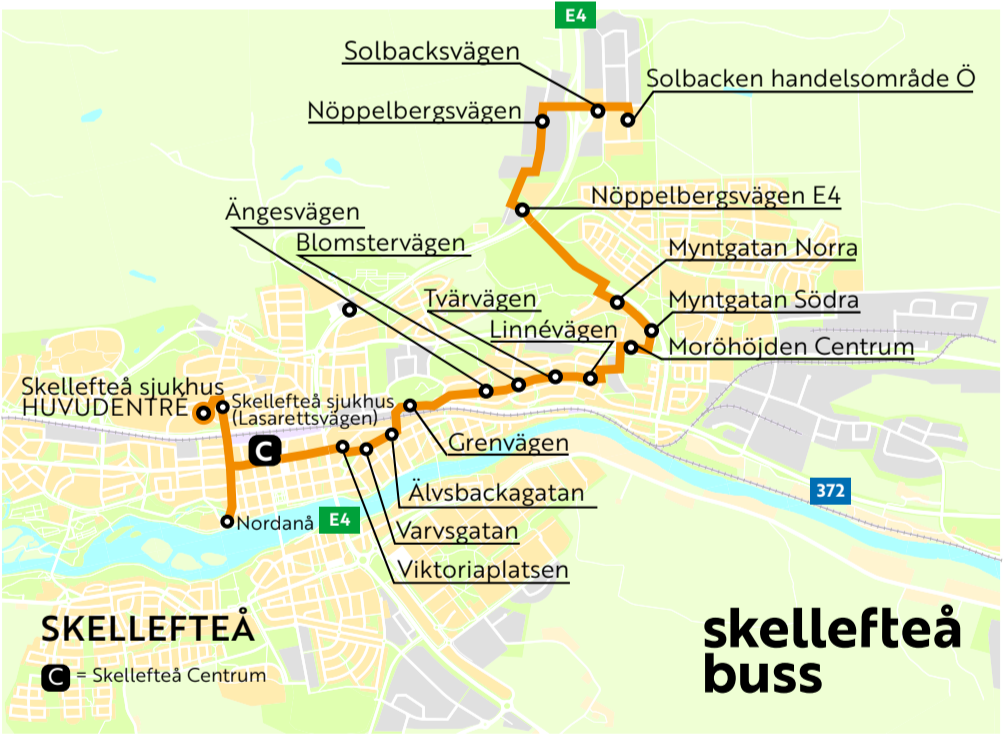 E4
Solbacksvägen
Solbacken handelsområde Ö
Nöppelbergsvägen
Nöppelbergsvägen E4
Ängesvägen
Blomstervägen
Myntgatan Norra
Tvärvägen
Myntgatan Södra
Linnévägen
Moröhöjden Centrum
Skellefteå sjukhus
HUVUDENTRÉ
Skellefteå sjukhus
(Lasarettsvägen)
C
Grenvägen
Älvsbackagatan
372
Nordanå
E4
Varvsgatan
Viktoriaplatsen
SKELLEFTEÅ
C = Skellefteå Centrum
skellefteå
buss